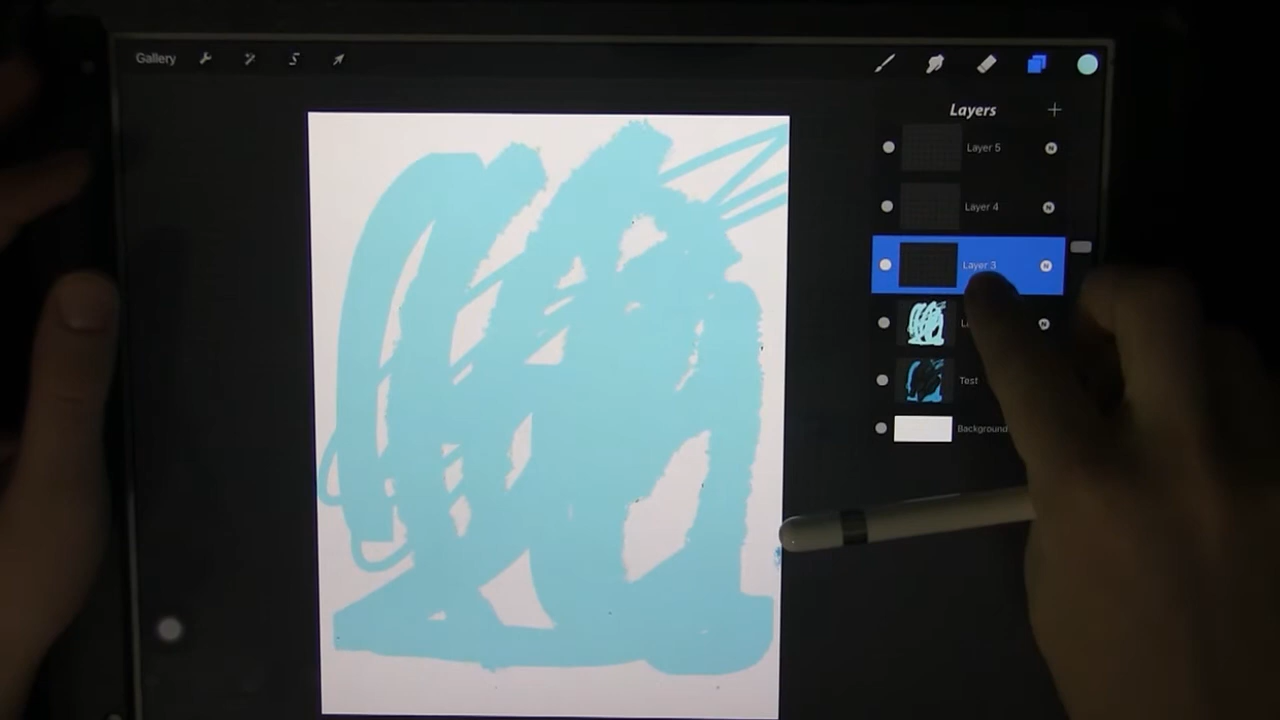 Gallery
Layers
Layer 5
N
Layer 4
N
Layer 3
N
N
Test
Background